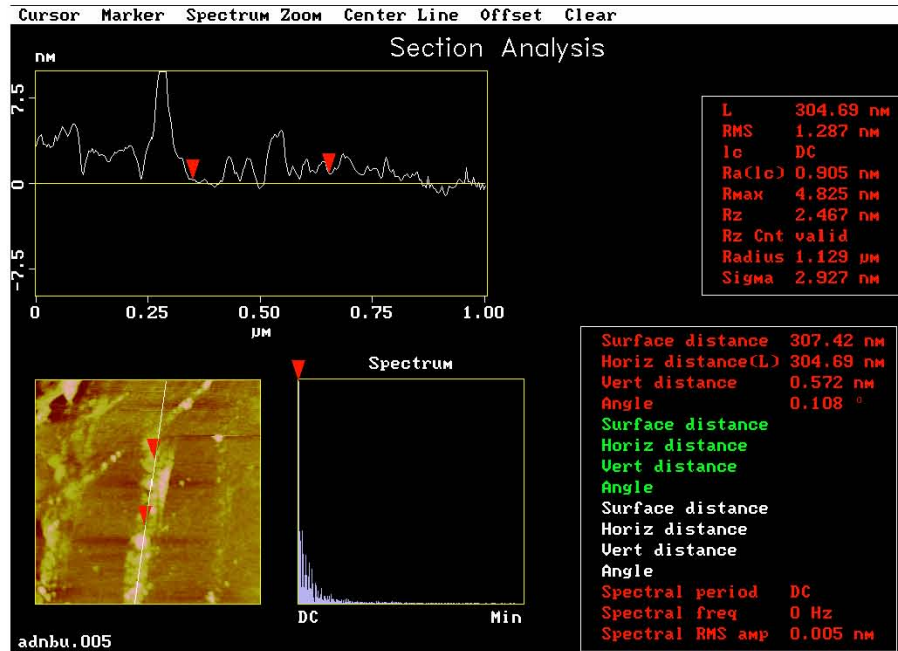 Cursor Marker Spectrum Zoom Center Line Offset Clear
Section Analysis
nm
7.5
0
-7.5
0 0.25 0.50 0.75 1.00
µm
L 304.69 nm
RMS 1.287 nm
lc DC
Ra(lc) 0.905 nm
Rmax 4.825 nm
Rz 2.467 nm
Rz Cnt valid
Radius 1.129 µm
Sigma 2.927 nm
Spectrum
DC Min
Surface distance 307.42 nm
Horiz distance(L) 304.69 nm
Vert distance 0.572 nm
Angle 0.108 °
Surface distance
Horiz distance
Vert distance
Angle
Surface distance
Horiz distance
Vert distance
Angle
Spectral period DC
Spectral freq 0 Hz
Spectral RMS amp 0.005 nm
adnbu.005